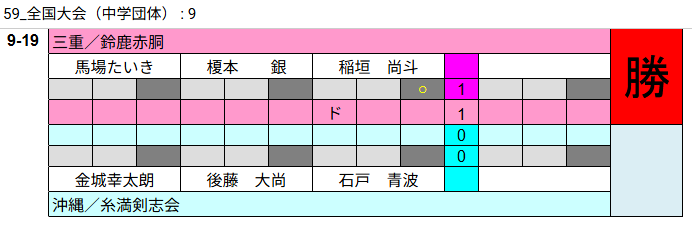 59_全国大会（中学団体）: 9
9-19 三重／鈴鹿赤胴 勝
馬場たいき 榎本　銀 稲垣　尚斗
○ 1
ド 1
0
0
金城幸太朗 後藤　大尚 石戸　青波
沖縄／糸満剣志会